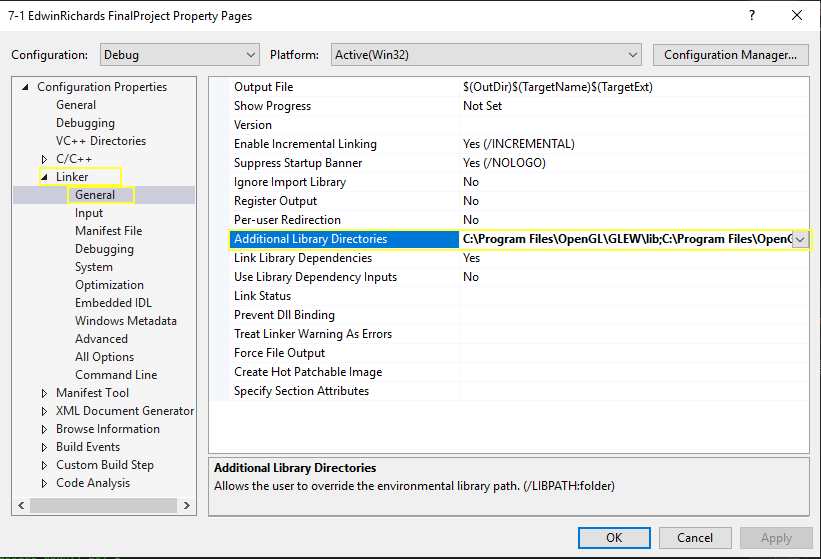 7-1 EdwinRichards FinalProject Property Pages
Configuration: Debug Platform: Active(Win32) Configuration Manager...
Configuration Properties
General
Debugging
VC++ Directories
C/C++
Linker
General
Input
Manifest File
Debugging
System
Optimization
Embedded IDL
Windows Metadata
Advanced
All Options
Command Line
Manifest Tool
XML Document Generator
Browse Information
Build Events
Custom Build Step
Code Analysis
Output File $(OutDir)$(TargetName)$(TargetExt)
Show Progress Not Set
Version
Enable Incremental Linking Yes (/INCREMENTAL)
Suppress Startup Banner Yes (/NOLOGO)
Ignore Import Library No
Register Output No
Per-user Redirection No
Additional Library Directories C:\Program Files\OpenGL\GLEW\lib;C:\Program Files\OpenG
Link Library Dependencies Yes
Use Library Dependency Inputs No
Link Status
Prevent Dll Binding
Treat Linker Warning As Errors
Force File Output
Create Hot Patchable Image
Specify Section Attributes
Additional Library Directories
Allows the user to override the environmental library path. (/LIBPATH:folder)
OK Cancel Apply